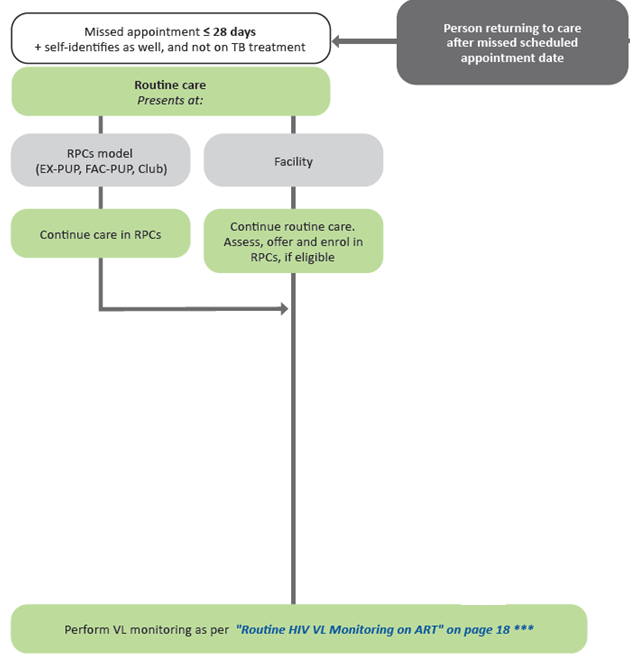 Missed appointment ≤ 28 days
+ self-identifies as well, and not on TB treatment
Person returning to care
after missed scheduled
appointment date
Routine care
Presents at:
RPCs model
(EX-PUP, FAC-PUP, Club)
Facility
Continue care in RPCs
Continue routine care.
Assess, offer and enrol in
RPCs, if eligible
Perform VL monitoring as per "Routine HIV VL Monitoring on ART" on page 18 ***